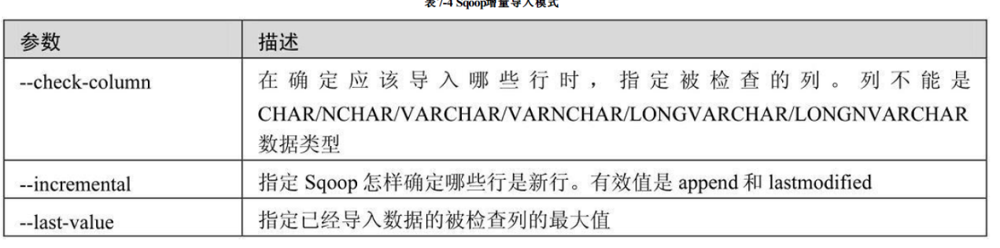 表7-4 Sqoop增量导入模式
参数 描述
--check-column 在确定应该导入哪些行时，指定被检查的列。列不能是
CHAR/NCHAR/VARCHAR/VARNCHAR/LONGVARCHAR/LONGNVARCHAR
数据类型
--incremental 指定 Sqoop 怎样确定哪些行是新行。有效值是 append 和 lastmodified
--last-value 指定已经导入数据的被检查列的最大值